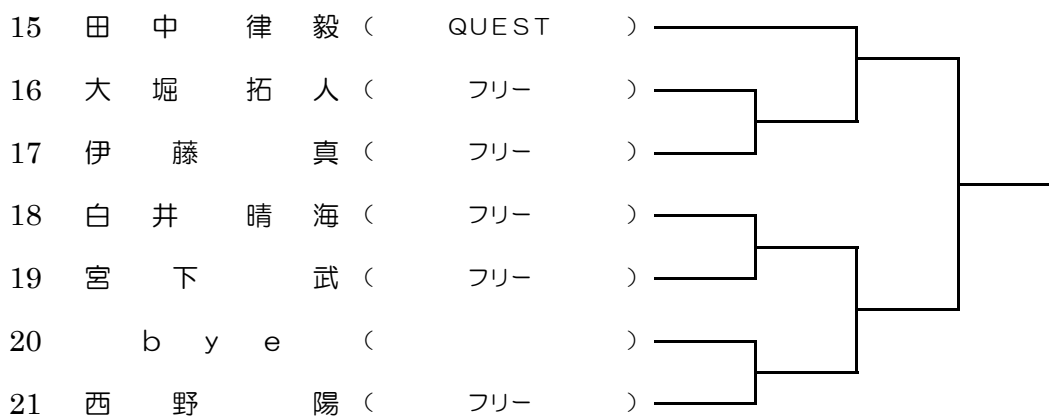 15 田中 律毅 ( QUEST )
16 大堀 拓人 ( フリー )
17 伊藤 真 ( フリー )
18 白井 晴海 ( フリー )
19 宮下 武 ( フリー )
20 bye ( )
21 西野 陽 ( フリー )